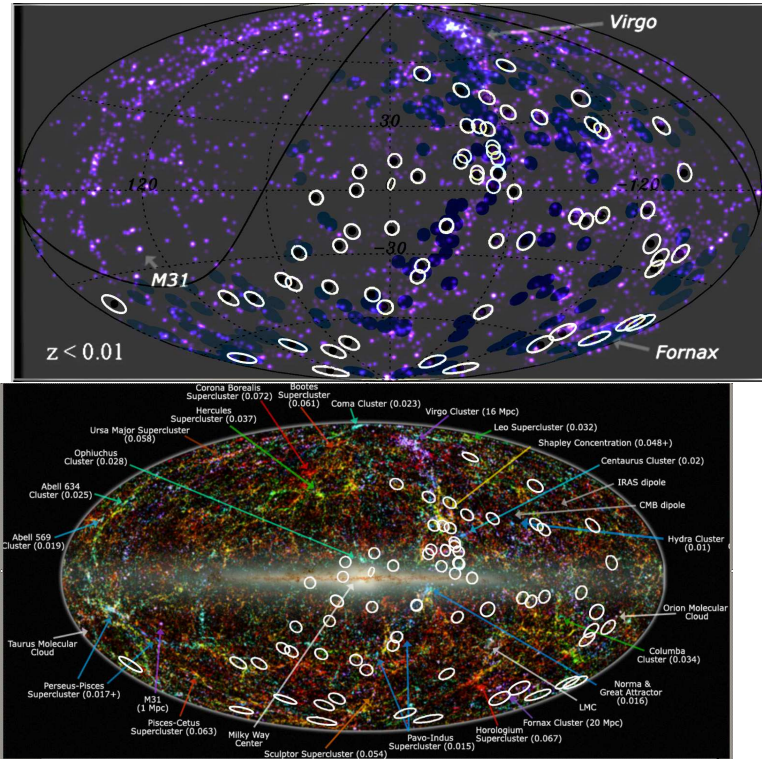 Virgo
30
120
0
-120
-30
M31
z < 0.01
Fornax
Corona Borealis
Supercluster (0.072)
Bootes
Supercluster
(0.061)
Coma Cluster (0.023)
Hercules
Supercluster
(0.037)
Virgo Cluster (16 Mpc)
Ursa Major Supercluster
(0.058)
Leo Supercluster (0.032)
Shapley Concentration (0.048+)
Ophiuchus
Cluster
(0.028)
Centaurus Cluster (0.02)
Abell 634
Cluster (0.025)
IRAS dipole
CMB dipole
Abell 569
Cluster (0.019)
Hydra Cluster
(0.01)
Orion Molecular
Cloud
Taurus Molecular
Cloud
Columba
Cluster (0.034)
Perseus-Pisces
Supercluster (0.017+)
M31
(1 Mpc)
Norma &
Great Attractor
(0.016)
LMC
Pisces-Cetus
Supercluster (0.063)
Milky Way
Center
Fornax Cluster (20 Mpc)
Horologium
Supercluster (0.067)
Pavo-Indus
Supercluster (0.015)
Sculptor Supercluster (0.054)